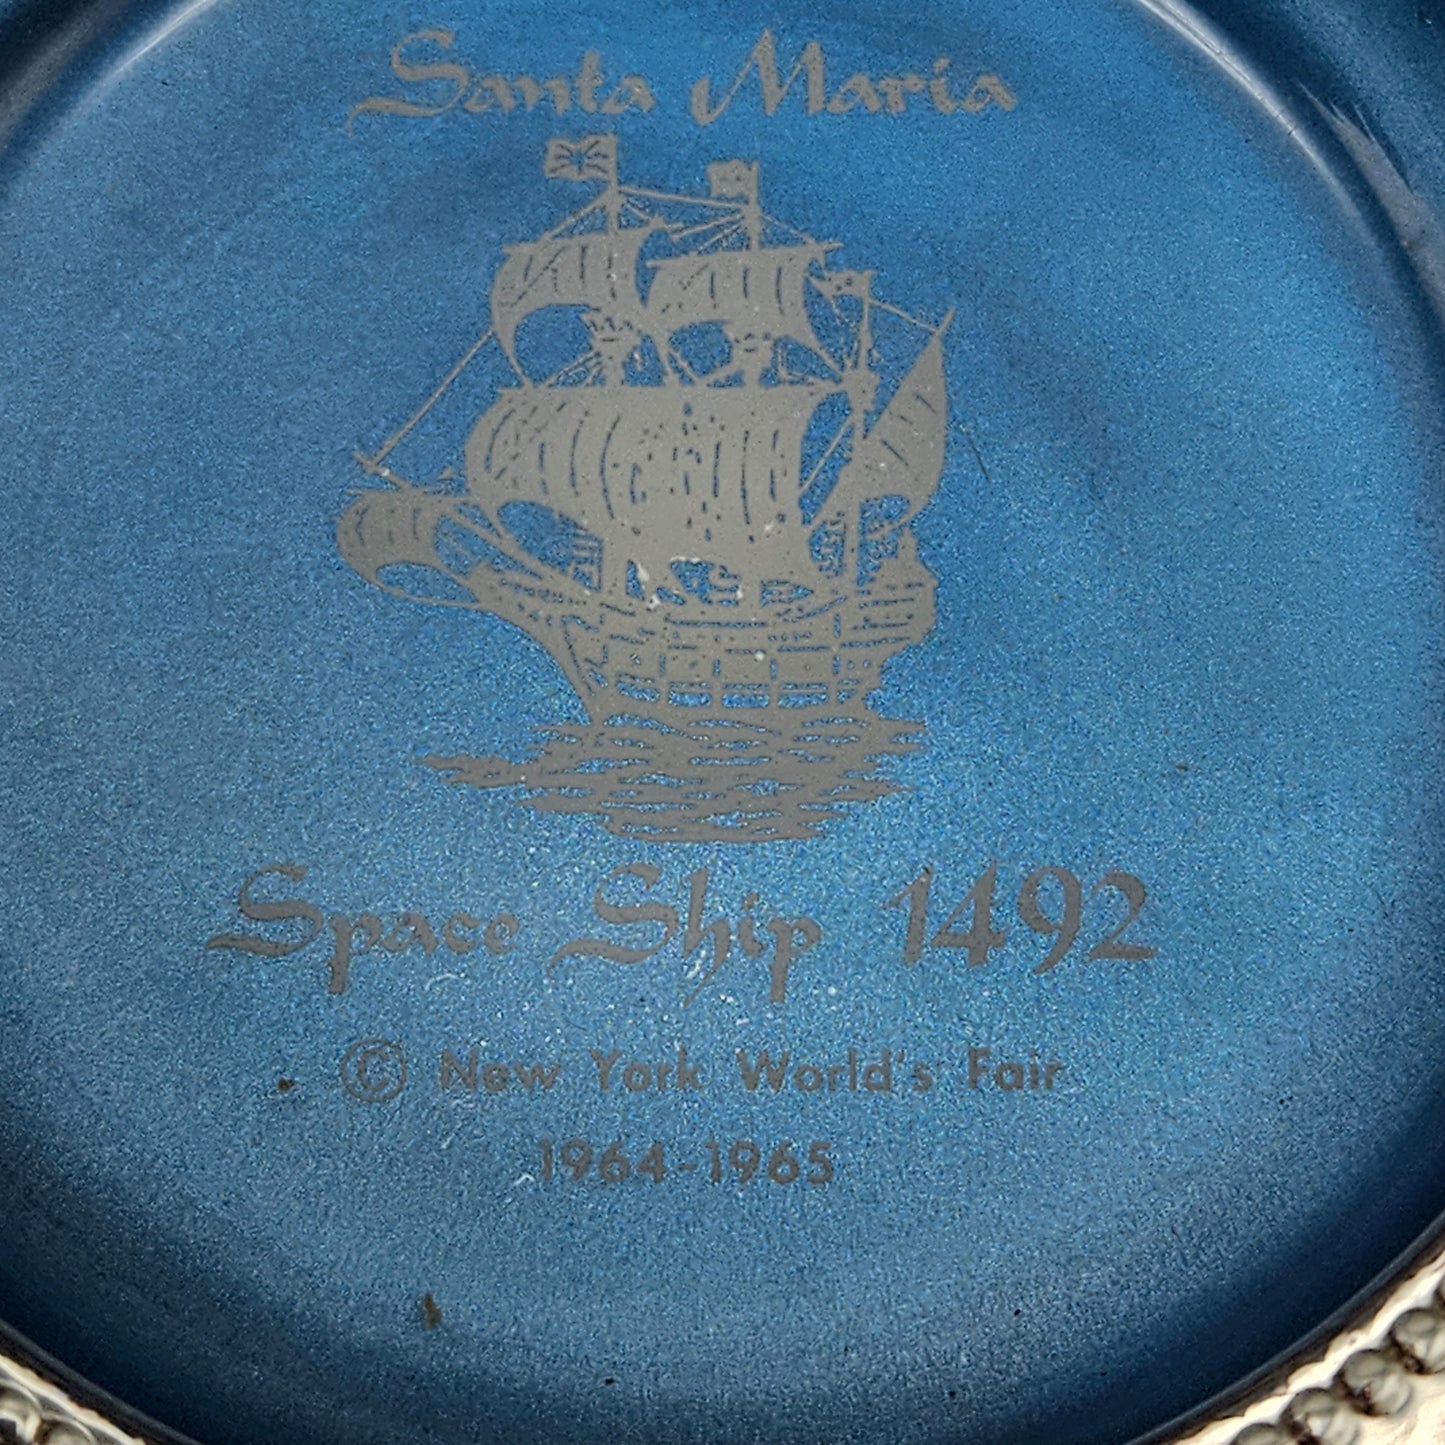 Santa Maria
Space Ship 1492
© New York World's Fair
1964-1965